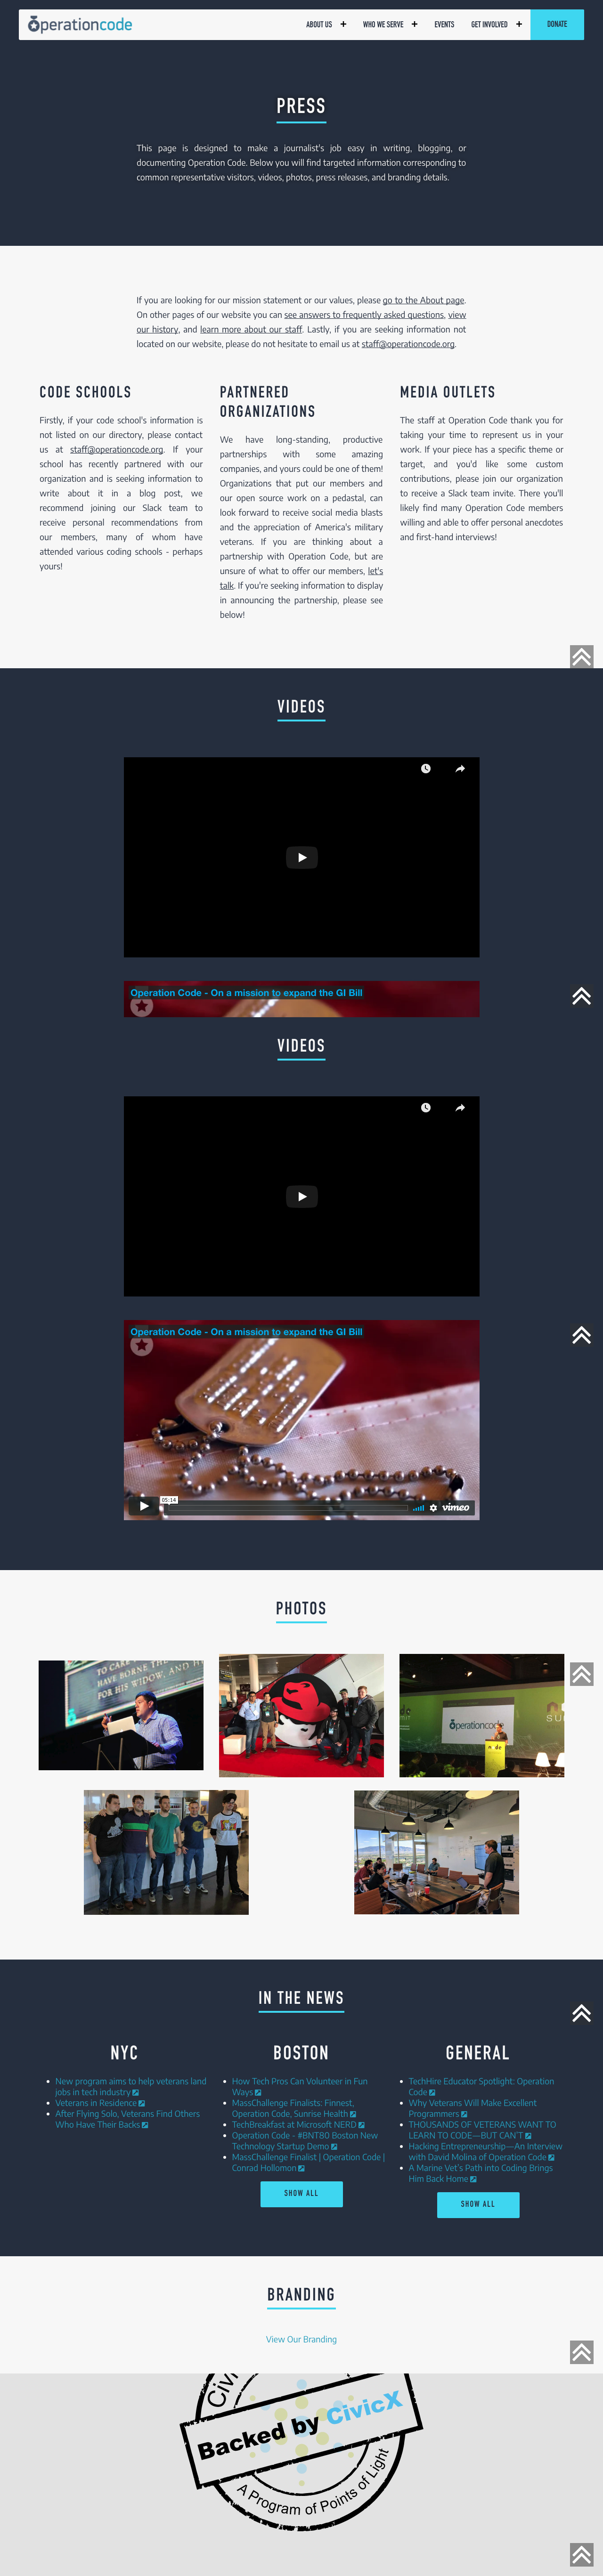 operationcode
ABOUT US + WHO WE SERVE + EVENTS GET INVOLVED + DONATE
PRESS
This page is designed to make a journalist's job easy in writing, blogging, or
documenting Operation Code. Below you will find targeted information corresponding to
common representative visitors, videos, photos, press releases, and branding details.
If you are looking for our mission statement or our values, please go to the About page.
On other pages of our website you can see answers to frequently asked questions, view
our history, and learn more about our staff. Lastly, if you are seeking information not
located on our website, please do not hesitate to email us at staff@operationcode.org.
CODE SCHOOLS
Firstly, if your code school's information is
not listed on our directory, please contact
us at staff@operationcode.org. If your
school has recently partnered with our
organization and is seeking information to
write about it in a blog post, we
recommend joining our Slack team to
receive personal recommendations from
our members, many of whom have
attended various coding schools - perhaps
yours!
PARTNERED
ORGANIZATIONS
We have long-standing, productive
partnerships with some amazing
companies, and yours could be one of them!
Organizations that put our members and
our open source work on a pedastal, can
look forward to receive social media blasts
and the appreciation of America's military
veterans. If you are thinking about a
partnership with Operation Code, but are
unsure of what to offer our members, let's
talk. If you're seeking information to display
in announcing the partnership, please see
below!
MEDIA OUTLETS
The staff at Operation Code thank you for
taking your time to represent us in your
work. If your piece has a specific theme or
target, and you'd like some custom
contributions, please join our organization
to receive a Slack team invite. There you'll
likely find many Operation Code members
willing and able to offer personal anecdotes
and first-hand interviews!
VIDEOS
Operation Code - On a mission to expand the GI Bill
VIDEOS
Operation Code - On a mission to expand the GI Bill
05:14
vimeo
PHOTOS
TO CARE
HAVE BORNE THE
FOR HIS WIDOW, AND H
operationcode
IN THE NEWS
NYC
New program aims to help veterans land
jobs in tech industry
Veterans in Residence
After Flying Solo, Veterans Find Others
Who Have Their Backs
BOSTON
How Tech Pros Can Volunteer in Fun
Ways
MassChallenge Finalists: Finnest,
Operation Code, Sunrise Health
TechBreakfast at Microsoft NERD
Operation Code - #BNT80 Boston New
Technology Startup Demo
MassChallenge Finalist | Operation Code |
Conrad Hollomon
SHOW ALL
GENERAL
TechHire Educator Spotlight: Operation
Code
Why Veterans Will Make Excellent
Programmers
THOUSANDS OF VETERANS WANT TO
LEARN TO CODE—BUT CAN'T
Hacking Entrepreneurship—An Interview
with David Molina of Operation Code
A Marine Vet's Path into Coding Brings
Him Back Home
SHOW ALL
BRANDING
View Our Branding
Backed by CivicX
A Program of Points of Light